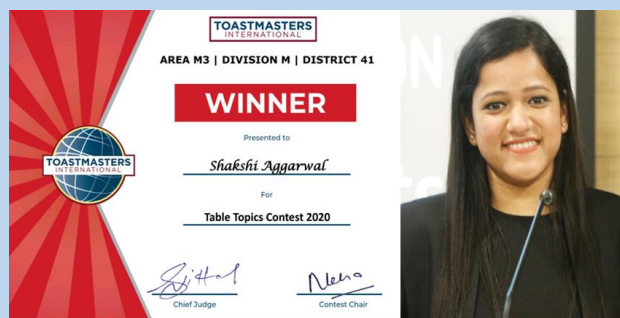 TOASTMASTERS
INTERNATIONAL
AREA M3 | DIVISION M | DISTRICT 41
WINNER
Presented to
Shakshi Aggarwal
For
Table Topics Contest 2020
TOASTMASTERS
INTERNATIONAL
Chief Judge
Neha
Contest Chair